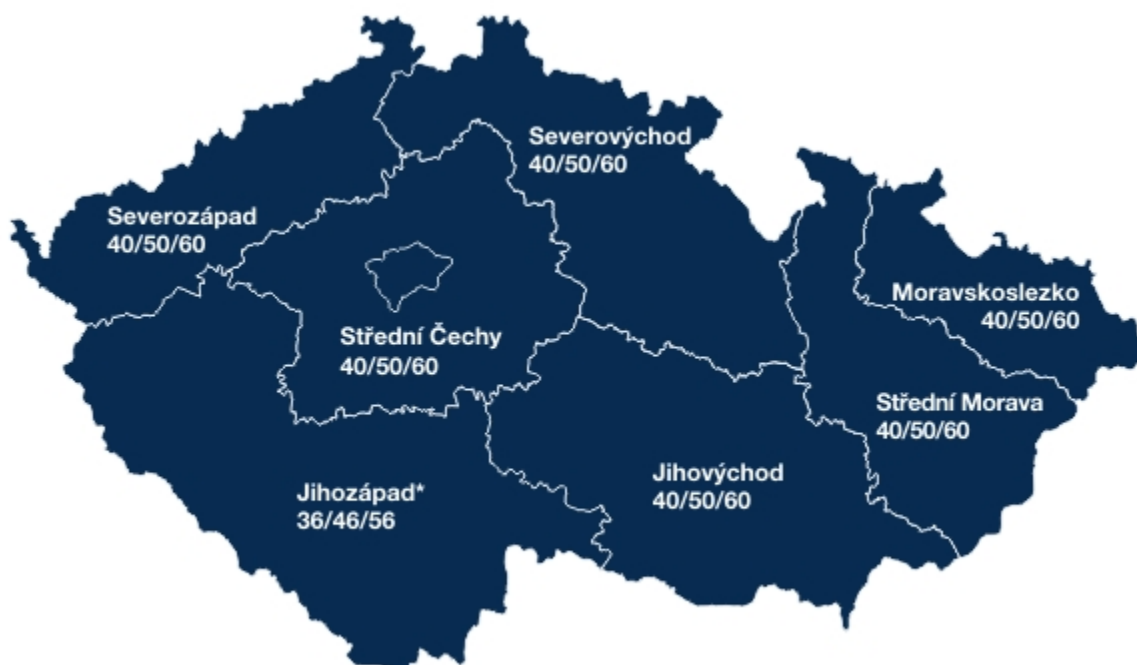 Severovýchod
40/50/60
Severozápad
40/50/60
Moravskoslezko
40/50/60
Střední Čechy
40/50/60
Střední Morava
40/50/60
Jihovýchod
40/50/60
Jihozápad*
36/46/56